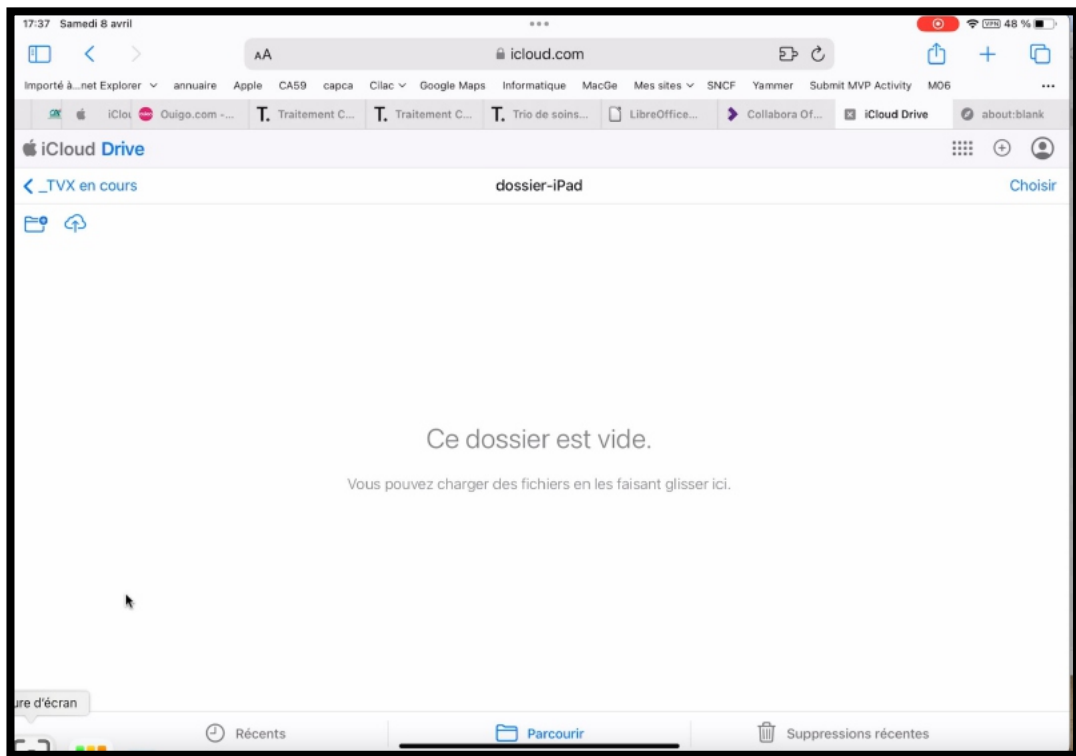 17:37 Samedi 8 avril
VPN 48 %
AA icloud.com
Importé à...net Explorer annuaire Apple CA59 capca Cilac Google Maps Informatique MacGe Mes sites SNCF Yammer Submit MVP Activity M06 •••
iClou Ouigo.com -... T. Traitement C... T. Traitement C... T. Trio de soins... LibreOffice... Collabora Of... iCloud Drive about:blank
iCloud Drive
_TVX en cours dossier-iPad Choisir
Ce dossier est vide.
Vous pouvez charger des fichiers en les faisant glisser ici.
ure d'écran
Récents Parcourir Suppressions récentes